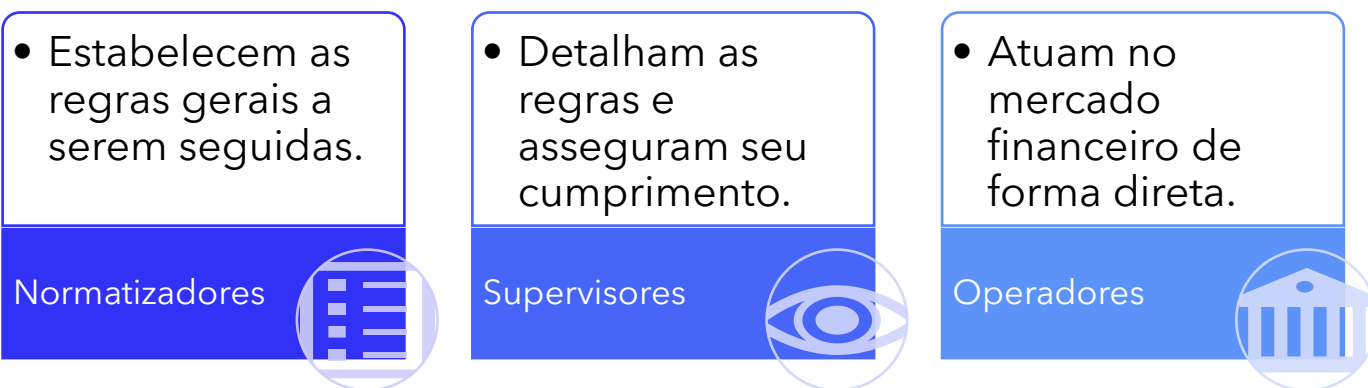 • Estabelecem as
regras gerais a
serem seguidas.
Normatizadores
• Detalham as
regras e
asseguram seu
cumprimento.
Supervisores
• Atuam no
mercado
financeiro de
forma direta.
Operadores